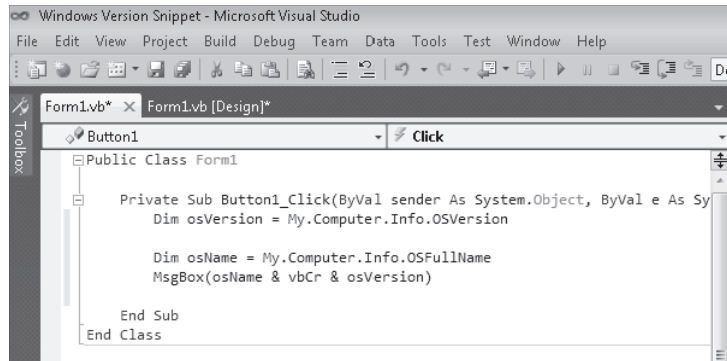 Windows Version Snippet - Microsoft Visual Studio
File Edit View Project Build Debug Team Data Tools Test Window Help
De
Form1.vb* Form1.vb [Design]*
Toolbox
Button1 Click
Public Class Form1
Private Sub Button1_Click(ByVal sender As System.Object, ByVal e As Sy
Dim osVersion = My.Computer.Info.OSVersion
Dim osName = My.Computer.Info.OSFullName
MsgBox(osName & vbCr & osVersion)
End Sub
End Class